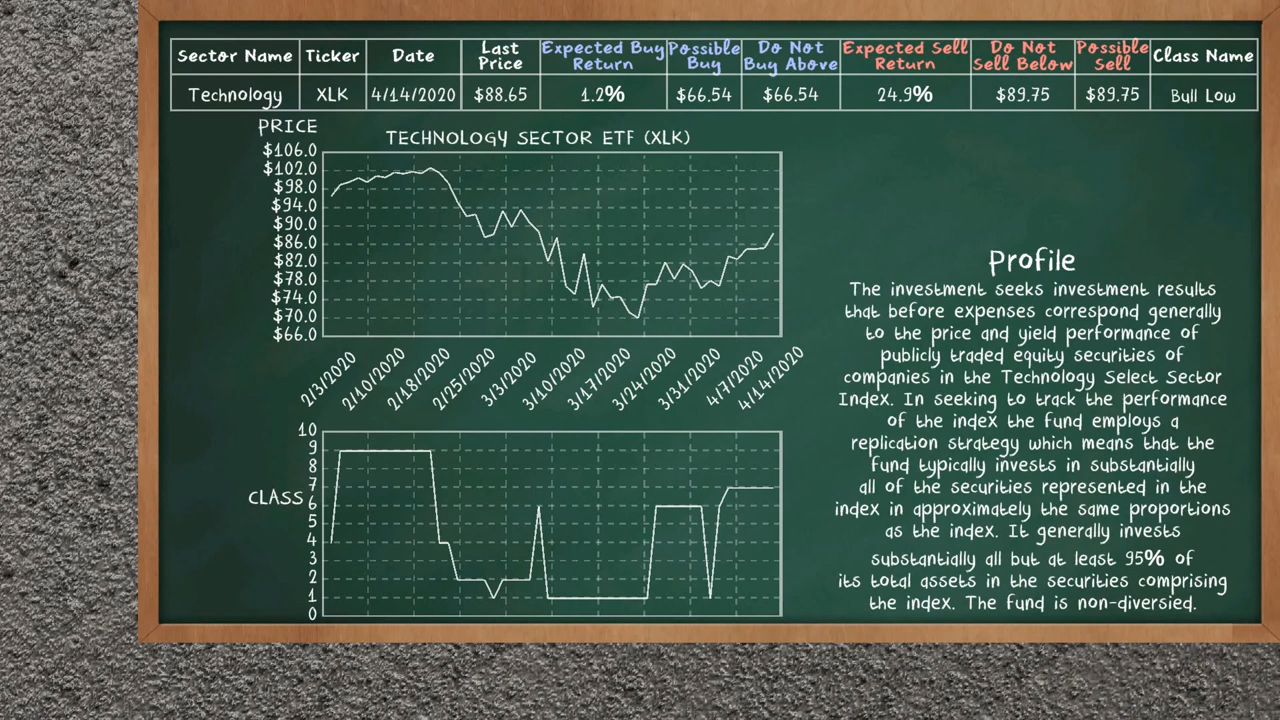 Sector Name Ticker Date Last Price Expected Buy Return Possible Buy Do Not Buy Above Expected Sell Return Do Not Sell Below Possible Sell Class Name
Technology XLK 4/14/2020 $88.65 1.2% $66.54 $66.54 24.9% $89.75 $89.75 Bull Low
PRICE
TECHNOLOGY SECTOR ETF (XLK)
$106.0
$102.0
$98.0
$94.0
$90.0
$86.0
$82.0
$78.0
$74.0
$70.0
$66.0
2/3/2020 2/10/2020 2/18/2020 2/25/2020 3/3/2020 3/10/2020 3/17/2020 3/24/2020 3/31/2020 4/7/2020 4/14/2020
CLASS
10
9
8
7
6
5
4
3
2
1
0
Profile
The investment seeks investment results
that before expenses correspond generally
to the price and yield performance of
publicly traded equity securities of
companies in the Technology Select Sector
Index. In seeking to track the performance
of the index the fund employs a
replication strategy which means that the
fund typically invests in substantially
all of the securities represented in the
index in approximately the same proportions
as the index. It generally invests
substantially all but at least 95% of
its total assets in the securities comprising
the index. The fund is non-diversied.